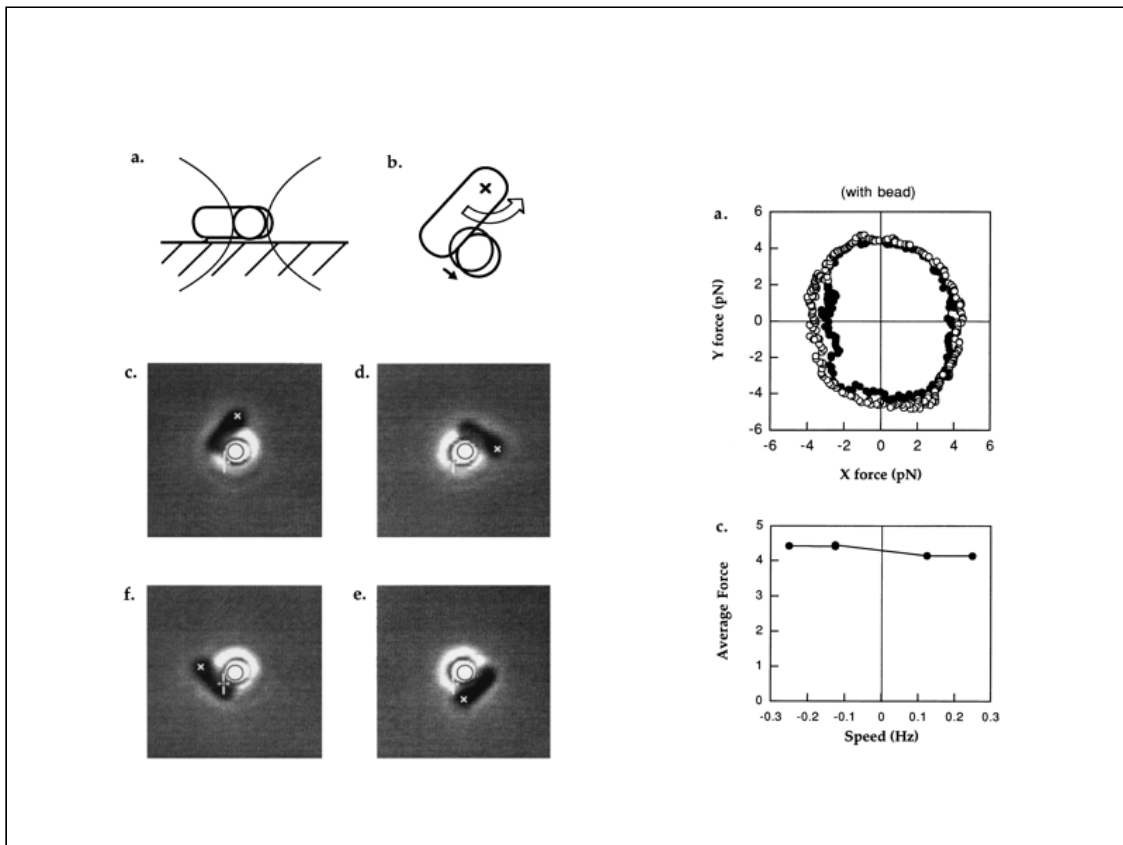 a.
b.
×
c.
×
d.
×
f.
×
e.
×
(with bead)
a.
6
4
2
0
-2
-4
-6
Y force (pN)
-6 -4 -2 0 2 4 6
X force (pN)
c.
5
4
3
2
1
0
Average Force
-0.3 -0.2 -0.1 0 0.1 0.2 0.3
Speed (Hz)